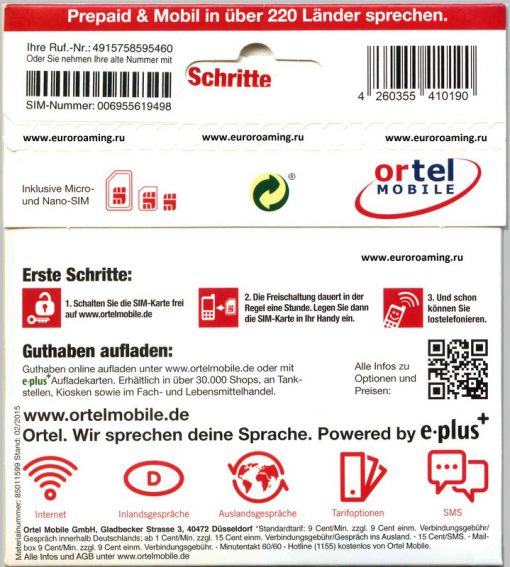 Prepaid & Mobil in über 220 Länder sprechen.
Ihre Ruf.-Nr.: 4915758595460
Oder Sie nehmen Ihre alte Nummer mit
SIM-Nummer: 006955619498
Schritte
4 260355 410190
www.euroroaming.ru
www.euroroaming.ru
www.euroroaming.ru
Inklusive Micro-
und Nano-SIM
®
ortel
MOBILE
www.euroroaming.ru
Erste Schritte:
1. Schalten Sie die SIM-Karte frei
auf www.ortelmobile.de
2. Die Freischaltung dauert in der
Regel eine Stunde. Legen Sie dann
die SIM-Karte in Ihr Handy ein.
3. Und schon
können Sie
lostelefonieren.
Guthaben aufladen:
Guthaben online aufladen unter www.ortelmobile.de oder mit
e·plus+ Aufladekarten. Erhältlich in über 30.000 Shops, an Tank-
stellen, Kiosken sowie im Fach- und Lebensmittelhandel.
Alle Infos zu
Optionen und
Preisen:
www.ortelmobile.de
Ortel. Wir sprechen deine Sprache. Powered by e·plus+
D
Internet
Inlandsgespräche
Auslandsgespräche
Tarifoptionen
SMS
Materialnummer: 85011599 Stand: 02/2015
Ortel Mobile GmbH, Gladbecker Strasse 3, 40472 Düsseldorf *Standardtarif: 9 Cent/Min. zzgl. 9 Cent einm. Verbindungsgebühr/
Gespräch innerhalb Deutschlands; ab 1 Cent/Min. zzgl. 15 Cent einm. Verbindungsgebühr/Gespräch ins Ausland. · 15 Cent/SMS. · Mail-
box 9 Cent/Min. zzgl. 9 Cent einm. Verbindungsgebühr. · Minutentakt 60/60 · Hotline (1155) kostenlos von Ortel Mobile.
Alle Infos und AGB unter www.ortelmobile.de